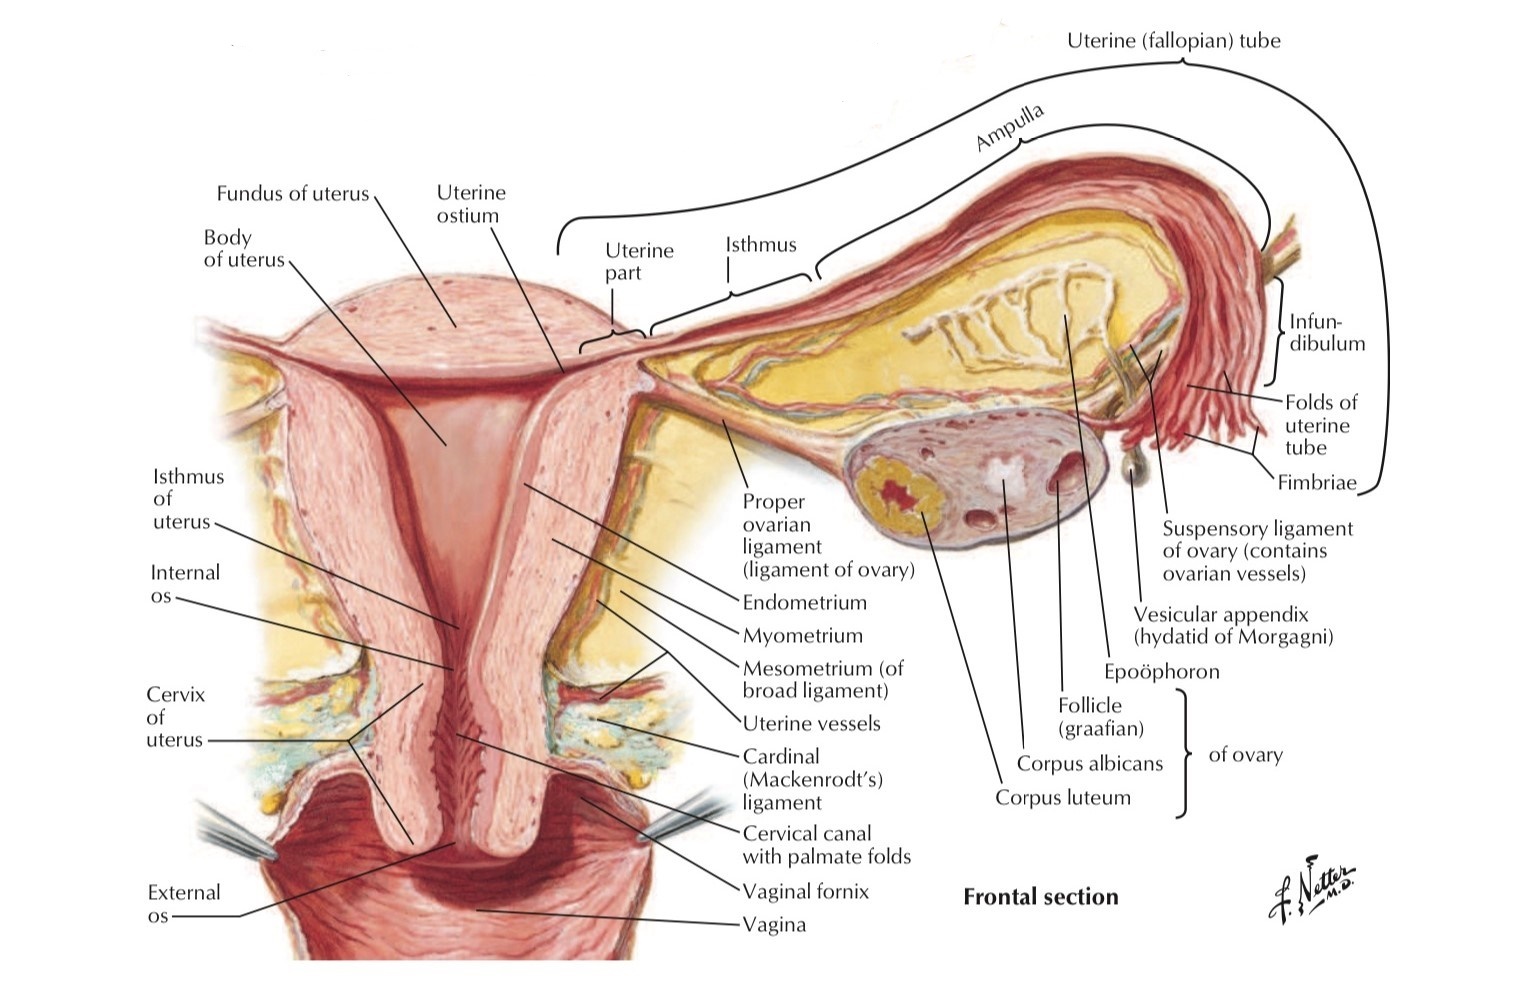 Uterine (fallopian) tube
Ampulla
Fundus of uterus
Uterine
ostium
Body
of uterus
Uterine
part
Isthmus
Infun-
dibulum
Folds of
uterine
tube
Fimbriae
Isthmus
of
uterus
Internal
os
Cervix
of
uterus
External
os
Proper
ovarian
ligament
(ligament of ovary)
Endometrium
Myometrium
Mesometrium (of
broad ligament)
Uterine vessels
Cardinal
(Mackenrodt's)
ligament
Cervical canal
with palmate folds
Vaginal fornix
Vagina
Suspensory ligament
of ovary (contains
ovarian vessels)
Vesicular appendix
(hydatid of Morgagni)
Epoöphoron
Follicle
(graafian)
Corpus albicans
Corpus luteum
of ovary
Frontal section
F. Netter
M.D.